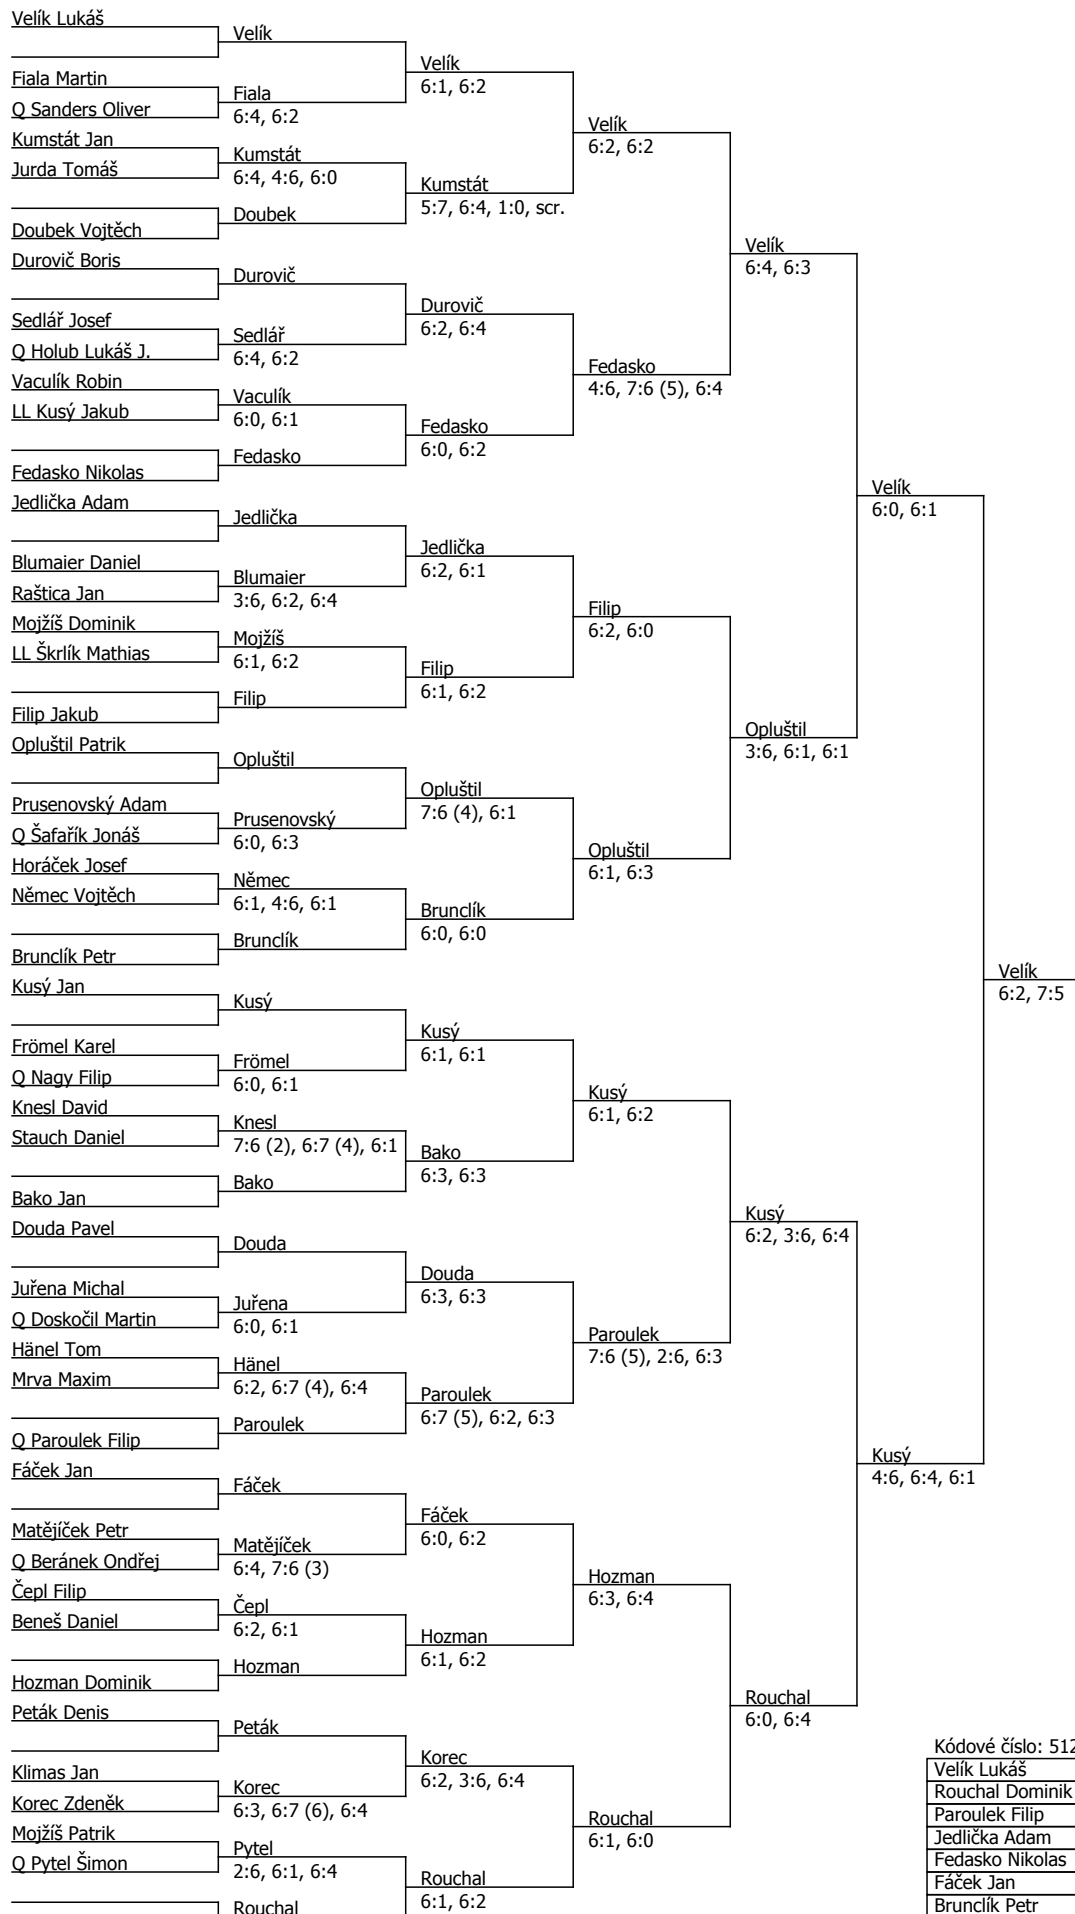 Velík Lukáš
Fiala Martin
Q Sanders Oliver
Kumstát Jan
Jurda Tomáš
Doubek Vojtěch
Durovič Boris
Sedlář Josef
Q Holub Lukáš J.
Vaculík Robin
LL Kusý Jakub
Fedasko Nikolas
Jedlička Adam
Blumaier Daniel
Raštica Jan
Mojžíš Dominik
LL Škrlík Mathias
Filip Jakub
Opluštil Patrik
Prusenovský Adam
Q Šafařík Jonáš
Horáček Josef
Němec Vojtěch
Brunclík Petr
Kusý Jan
Frömel Karel
Q Nagy Filip
Knesl David
Stauch Daniel
Bako Jan
Douda Pavel
Juřena Michal
Q Doskočil Martin
Hänel Tom
Mrva Maxim
Q Paroulek Filip
Fáček Jan
Matějíček Petr
Q Beránek Ondřej
Čepl Filip
Beneš Daniel
Hozman Dominik
Peták Denis
Klimas Jan
Korec Zdeněk
Mojžíš Patrik
Q Pytel Šimon
Velík
Fiala
6:4, 6:2
Kumstát
6:4, 4:6, 6:0
Doubek
Durovič
Sedlář
6:4, 6:2
Vaculík
6:0, 6:1
Fedasko
Jedlička
Blumaier
3:6, 6:2, 6:4
Mojžíš
6:1, 6:2
Filip
Opluštil
Prusenovský
6:0, 6:3
Němec
6:1, 4:6, 6:1
Brunclík
Kusý
Frömel
6:0, 6:1
Knesl
7:6 (2), 6:7 (4), 6:1
Bako
Douda
Juřena
6:0, 6:1
Hänel
6:2, 6:7 (4), 6:4
Paroulek
Fáček
Matějíček
6:4, 7:6 (3)
Čepl
6:2, 6:1
Hozman
Peták
Korec
6:3, 6:7 (6), 6:4
Pytel
2:6, 6:1, 6:4
Rouchal
Velík
6:1, 6:2
Kumstát
5:7, 6:4, 1:0, scr.
Durovič
6:2, 6:4
Fedasko
6:0, 6:2
Jedlička
6:2, 6:1
Filip
6:1, 6:2
Opluštil
7:6 (4), 6:1
Brunclík
6:0, 6:0
Kusý
6:1, 6:1
Bako
6:3, 6:3
Douda
6:3, 6:3
Paroulek
6:7 (5), 6:2, 6:3
Fáček
6:0, 6:2
Hozman
6:1, 6:2
Korec
6:2, 3:6, 6:4
Rouchal
6:1, 6:2
Velík
6:2, 6:2
Fedasko
4:6, 7:6 (5), 6:4
Filip
6:2, 6:0
Opluštil
6:1, 6:3
Kusý
6:1, 6:2
Paroulek
7:6 (5), 2:6, 6:3
Hozman
6:3, 6:4
Rouchal
6:1, 6:0
Velík
6:4, 6:3
Opluštil
3:6, 6:1, 6:1
Kusý
6:2, 3:6, 6:4
Rouchal
6:0, 6:4
Velík
6:0, 6:1
Kusý
4:6, 6:4, 6:1
Velík
6:2, 7:5
Kódové číslo: 512
Velík Lukáš
Rouchal Dominik
Paroulek Filip
Jedlička Adam
Fedasko Nikolas
Fáček Jan
Brunclík Petr